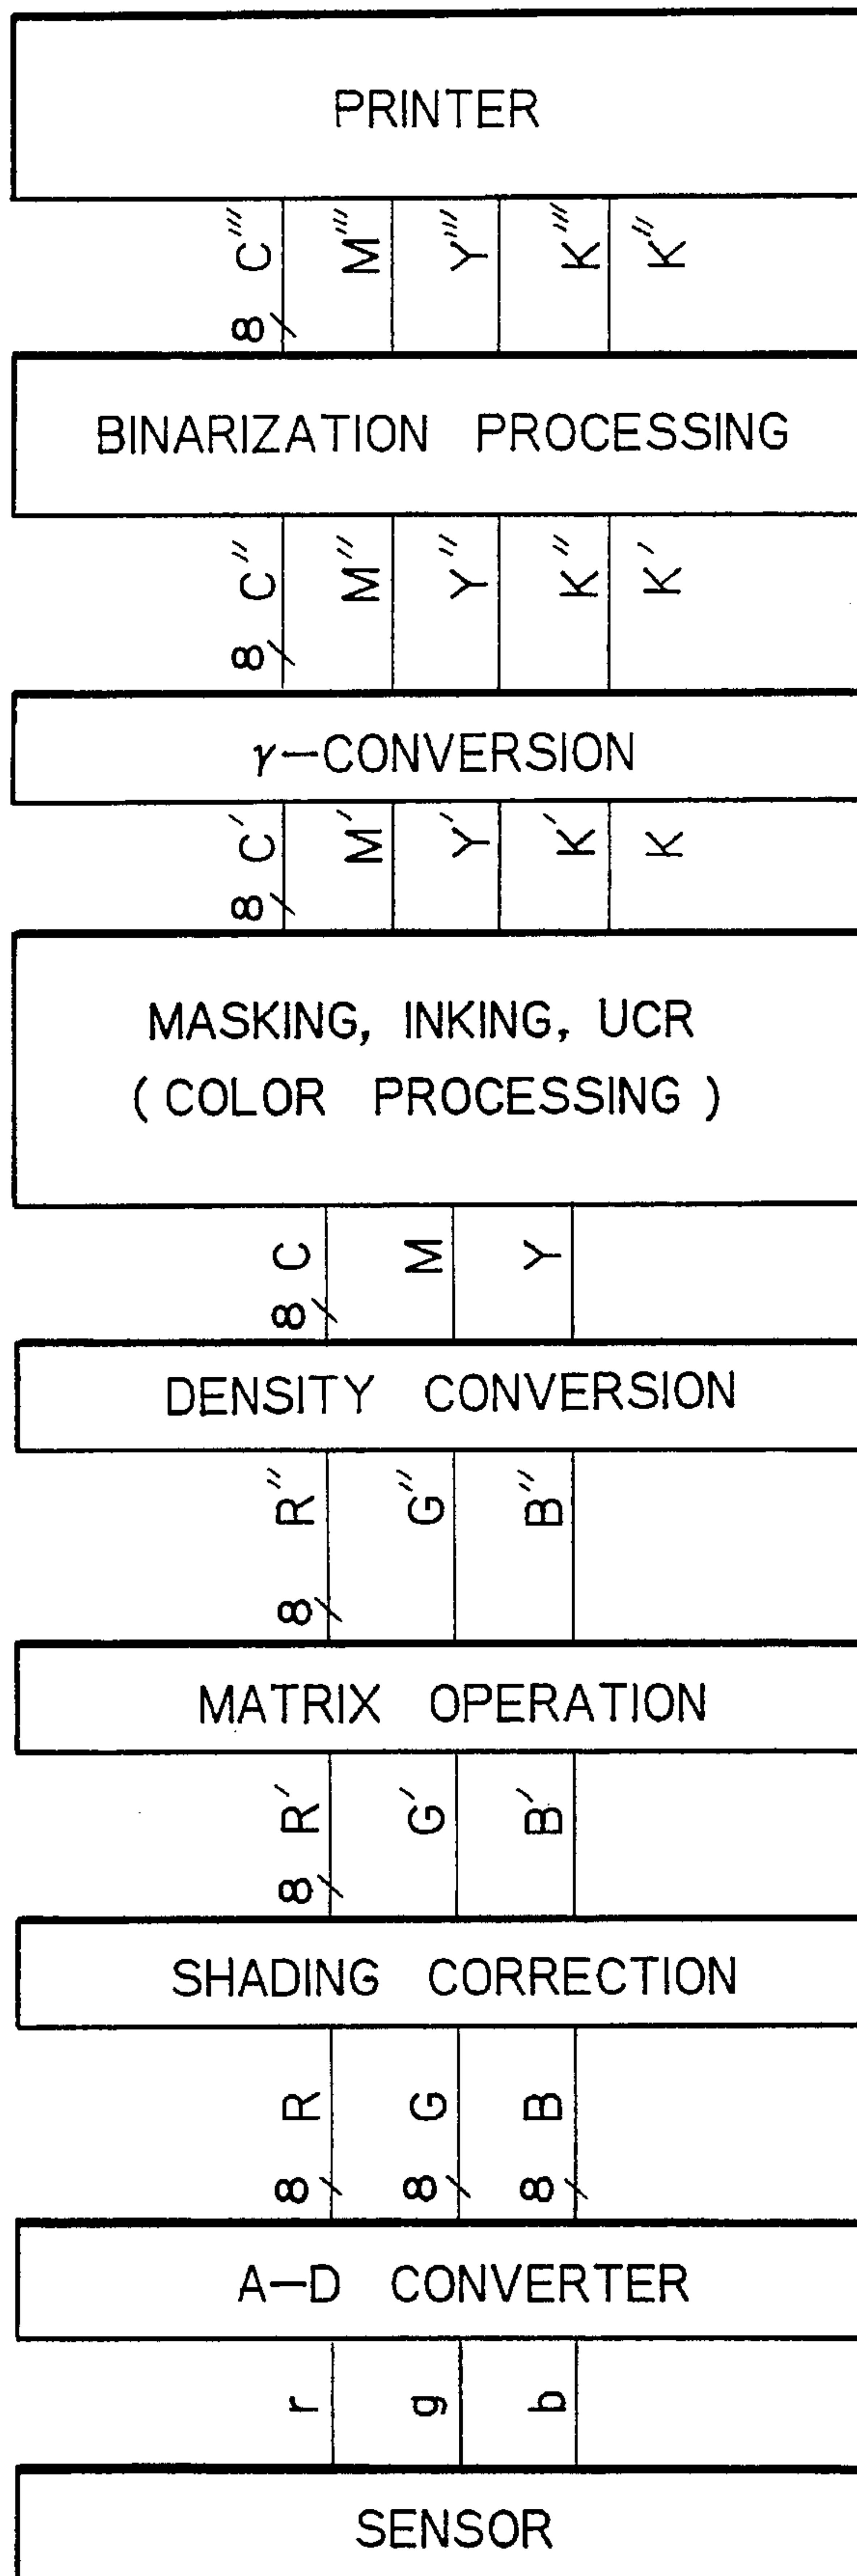 PRINTER
8 C''' M''' Y''' K''' K''
BINARIZATION PROCESSING
8 C'' M'' Y'' K'' K'
γ-CONVERSION
8 C' M' Y' K' K
MASKING, INKING, UCR
(COLOR PROCESSING)
8 C M Y
DENSITY CONVERSION
8 R'' G'' B''
MATRIX OPERATION
8 R' G' B'
SHADING CORRECTION
8 R 8 G 8 B
A-D CONVERTER
r g b
SENSOR